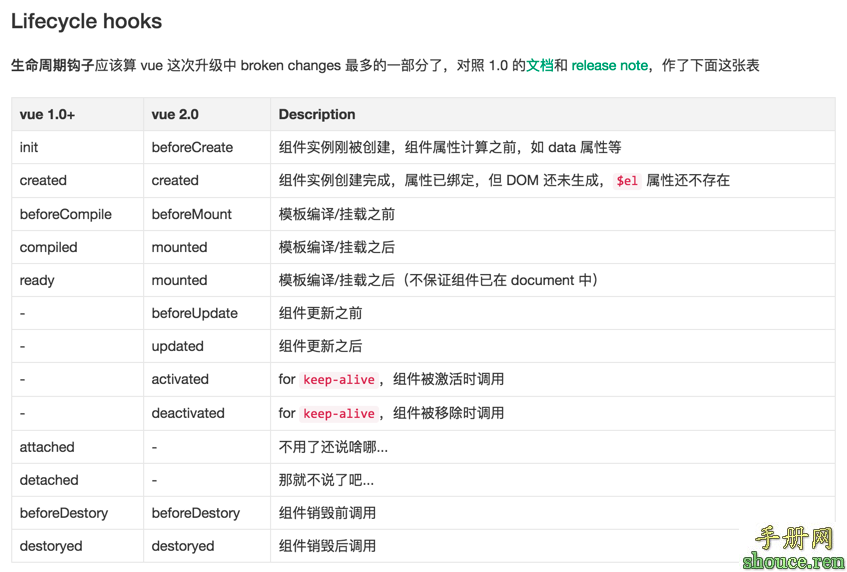 Lifecycle hooks
生命周期钩子应该算 vue 这次升级中 broken changes 最多的一部分了，对照 1.0 的文档和 release note，作了下面这张表
vue 1.0+ vue 2.0 Description
init beforeCreate 组件实例刚被创建，组件属性计算之前，如 data 属性等
created created 组件实例创建完成，属性已绑定，但 DOM 还未生成，$el 属性还不存在
beforeCompile beforeMount 模板编译/挂载之前
compiled mounted 模板编译/挂载之后
ready mounted 模板编译/挂载之后（不保证组件已在 document 中）
- beforeUpdate 组件更新之前
- updated 组件更新之后
- activated for keep-alive，组件被激活时调用
- deactivated for keep-alive，组件被移除时调用
attached - 不用了还说啥哪...
detached - 那就不说了吧...
beforeDestory beforeDestory 组件销毁前调用
destoryed destoryed 组件销毁后调用
手册网
shouce.ren